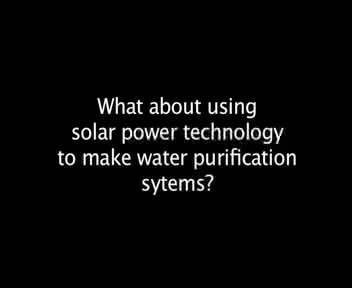 What about using
solar power technology
to make water purification
sytems?